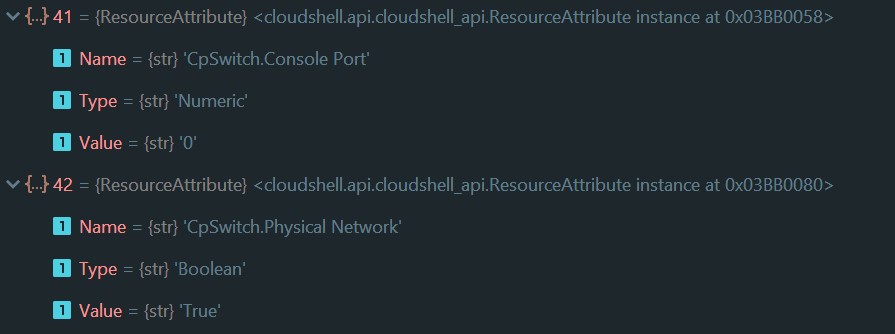 {...} 41 = {ResourceAttribute} <cloudshell.api.cloudshell_api.ResourceAttribute instance at 0x03BB0058>
1 Name = {str} 'CpSwitch.Console Port'
1 Type = {str} 'Numeric'
1 Value = {str} '0'
{...} 42 = {ResourceAttribute} <cloudshell.api.cloudshell_api.ResourceAttribute instance at 0x03BB0080>
1 Name = {str} 'CpSwitch.Physical Network'
1 Type = {str} 'Boolean'
1 Value = {str} 'True'